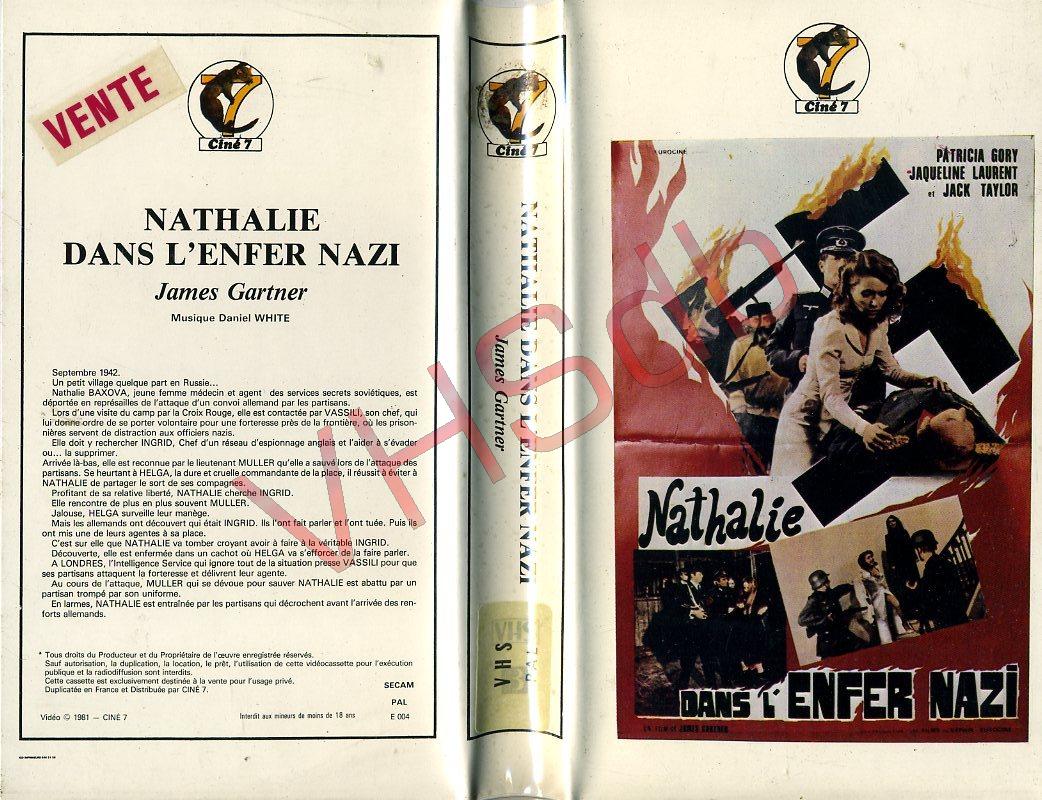 VENTE
7
Ciné 7
NATHALIE
DANS L'ENFER NAZI
James Gartner
Musique Daniel WHITE
Septembre 1942.
Un petit village quelque part en Russie...
Nathalie BAXOVA, jeune femme médecin et agent des services secrets soviétiques, est
déportée en représailles de l'attaque d'un convoi allemand par les partisans.
Lors d'une visite du camp par la Croix Rouge, elle est contactée par VASSILI, son chef, qui
lui donne ordre de se porter volontaire pour une forteresse près de la frontière, où les prison-
nières servent de distraction aux officiers nazis.
Elle doit y rechercher INGRID, Chef d'un réseau d'espionnage anglais et l'aider à s'évader
ou... la supprimer.
Arrivée là-bas, elle est reconnue par le lieutenant MULLER qu'elle a sauvé lors de l'attaque des
partisans. Se heurtant à HELGA, la dure et cruelle commandante de la place, il réussit à éviter à
NATHALIE de partager le sort de ses compagnes.
Profitant de sa relative liberté, NATHALIE cherche INGRID.
Elle rencontre de plus en plus souvent MULLER.
Jalouse, HELGA surveille leur manège.
Mais les allemands ont découvert qui était INGRID. Ils l'ont fait parler et l'ont tuée. Puis ils
ont mis une de leurs agentes à sa place.
C'est sur elle que NATHALIE va tomber croyant avoir à faire à la véritable INGRID.
Découverte, elle est enfermée dans un cachot où HELGA va s'efforcer de la faire parler.
A LONDRES, l'Intelligence Service qui ignore tout de la situation presse VASSILI pour que
ses partisans attaquent la forteresse et délivrent leur agente.
Au cours de l'attaque, MULLER qui se dévoue pour sauver NATHALIE est abattu par un
partisan trompé par son uniforme.
En larmes, NATHALIE est entraînée par les partisans qui décrochent avant l'arrivée des ren-
forts allemands.
* Tous droits du Producteur et du Propriétaire de l'œuvre enregistrée réservés.
Sauf autorisation, la duplication, la location, le prêt, l'utilisation de cette vidéocassette pour l'exécution
publique et la radiodiffusion sont interdits.
Cette cassette est exclusivement destinée à la vente pour l'usage privé.
Dupliquée en France et Distribuée par CINÉ 7.
SECAM
PAL
Vidéo © 1981 — CINÉ 7
Interdit aux mineurs de moins de 18 ans
E 004
7
Ciné 7
NATHALIE DANS L'ENFER NAZI
James Gartner
VHS
VHS
PAL
VHSdb
7
Ciné 7
EUROCINE
PATRICIA GORY
JAQUELINE LAURENT
et JACK TAYLOR
Nathalie
DANS L'ENFER NAZI
UN FILM DE JAMES GARTNER
EUROCINE